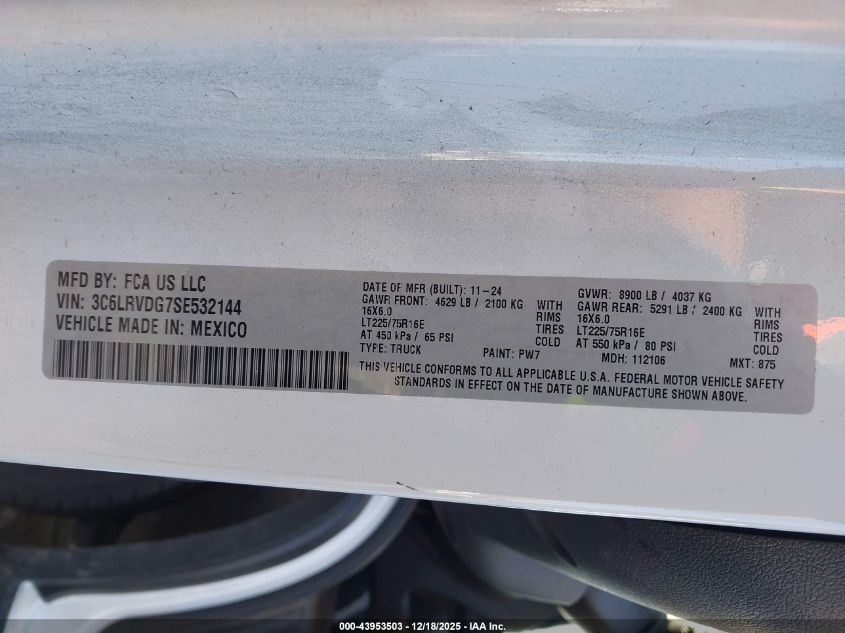 MFD BY: FCA US LLC
VIN: 3C6LRVDG7SE532144
VEHICLE MADE IN: MEXICO
DATE OF MFR (BUILT): 11-24
GAWR FRONT: 4629 LB / 2100 KG WITH
16X6.0 RIMS
LT225/75R16E TIRES
AT 450 kPa / 65 PSI COLD
TYPE: TRUCK PAINT: PW7
GVWR: 8900 LB / 4037 KG
GAWR REAR: 5291 LB / 2400 KG WITH
16X6.0 RIMS
LT225/75R16E TIRES
AT 550 kPa / 80 PSI COLD
MDH: 112106 MXT: 875
THIS VEHICLE CONFORMS TO ALL APPLICABLE U.S.A. FEDERAL MOTOR VEHICLE SAFETY
STANDARDS IN EFFECT ON THE DATE OF MANUFACTURE SHOWN ABOVE.
000-43953503 - 12/18/2025 - IAA Inc.